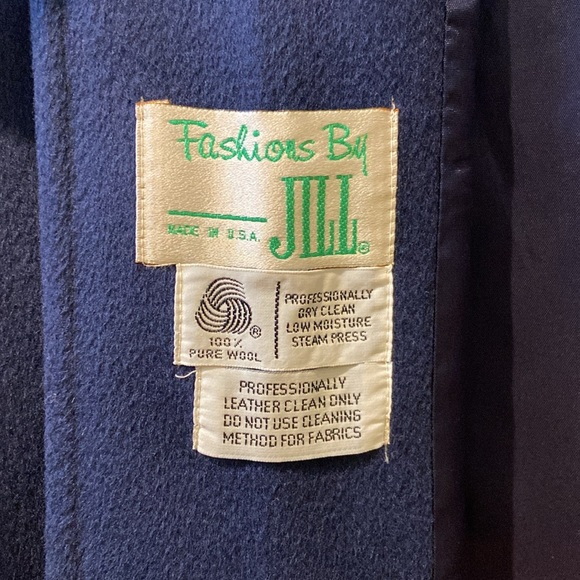 Fashions By
JILL®
MADE IN U.S.A.
®
100%
PURE WOOL
PROFESSIONALLY
DRY CLEAN
LOW MOISTURE
STEAM PRESS
PROFESSIONALLY
LEATHER CLEAN ONLY
DO NOT USE CLEANING
METHOD FOR FABRICS